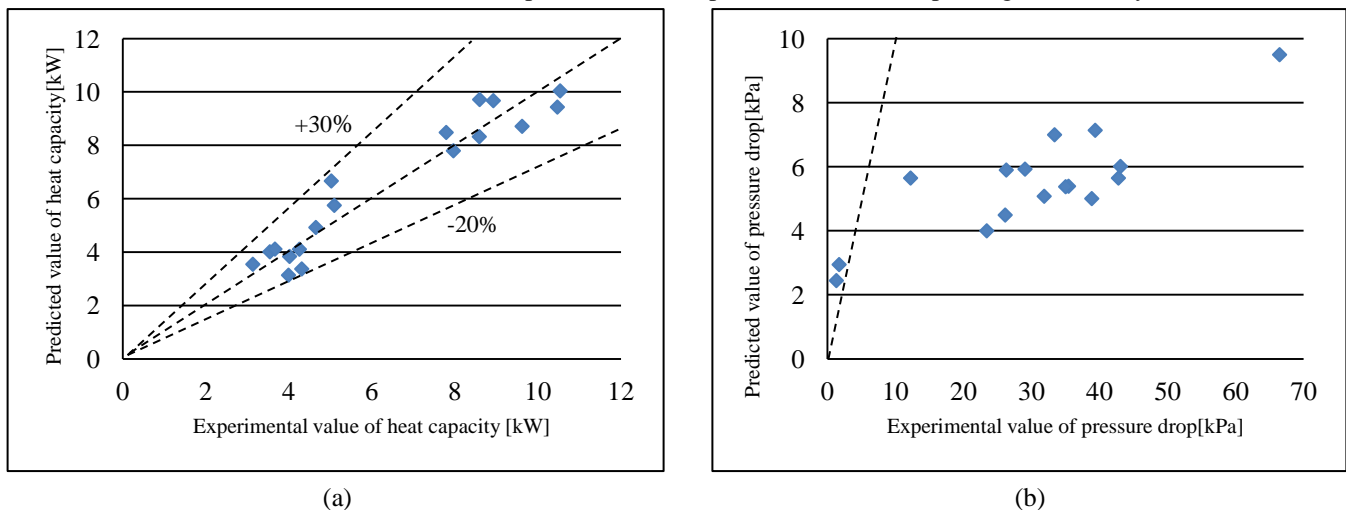 12
10
8
6
4
2
0
Predicted value of heat capacity[kW]
+30%
-20%
0 2 4 6 8 10 12
Experimental value of heat capacity [kW]
(a)
10
8
6
4
2
0
Predicted value of pressure drop[kPa]
0 10 20 30 40 50 60 70
Experimental value of pressure drop[kPa]
(b)